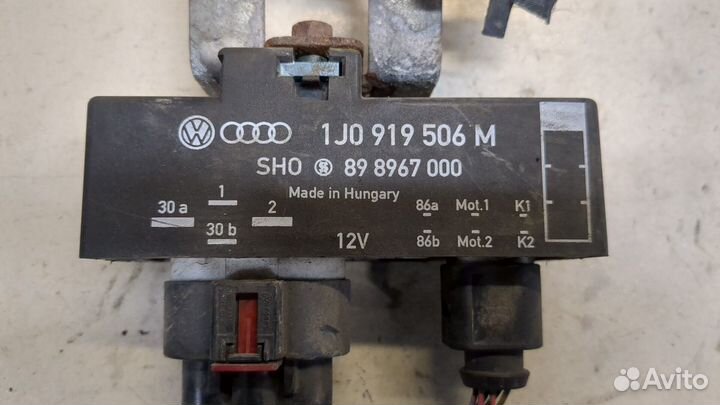 1J0 919 506 M
SHO 89 8967 000
Made in Hungary
1
30 a 2 86a Mot.1 K1
30 b 12V 86b Mot.2 K2
Avito